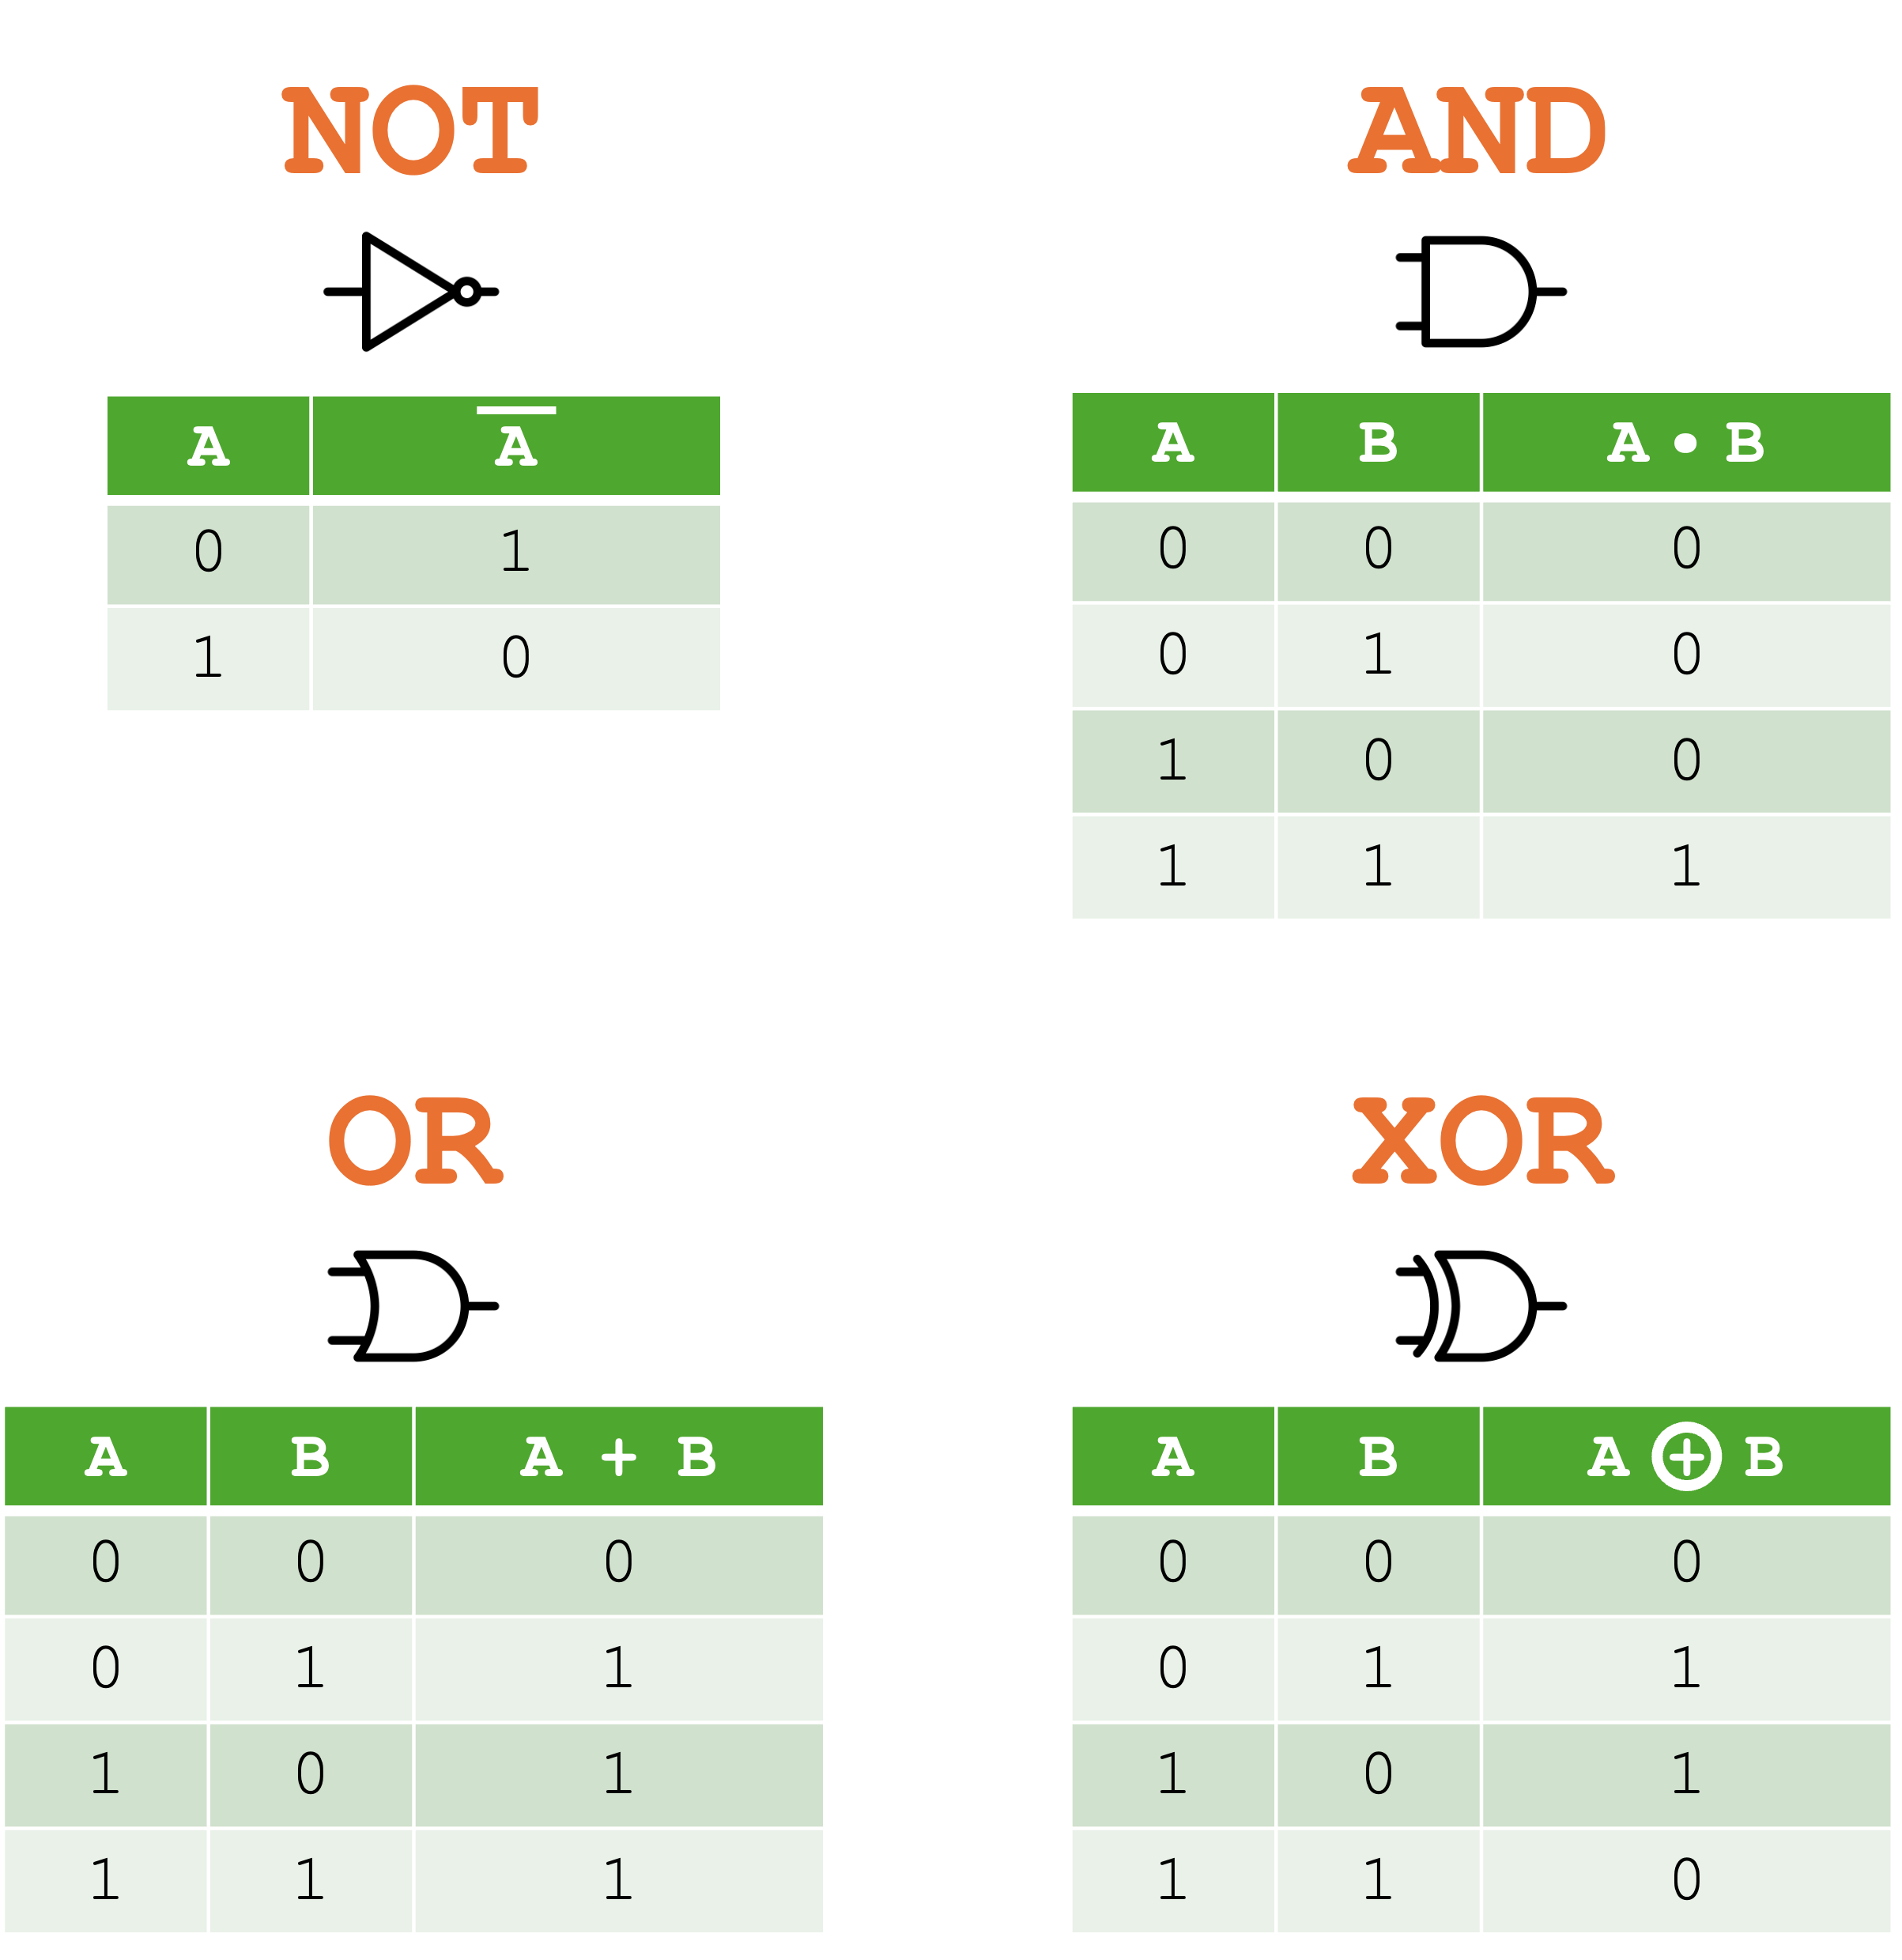 NOT
A A̅
0 1
1 0
AND
A B A • B
0 0 0
0 1 0
1 0 0
1 1 1
OR
A B A + B
0 0 0
0 1 1
1 0 1
1 1 1
XOR
A B A ⊕ B
0 0 0
0 1 1
1 0 1
1 1 0